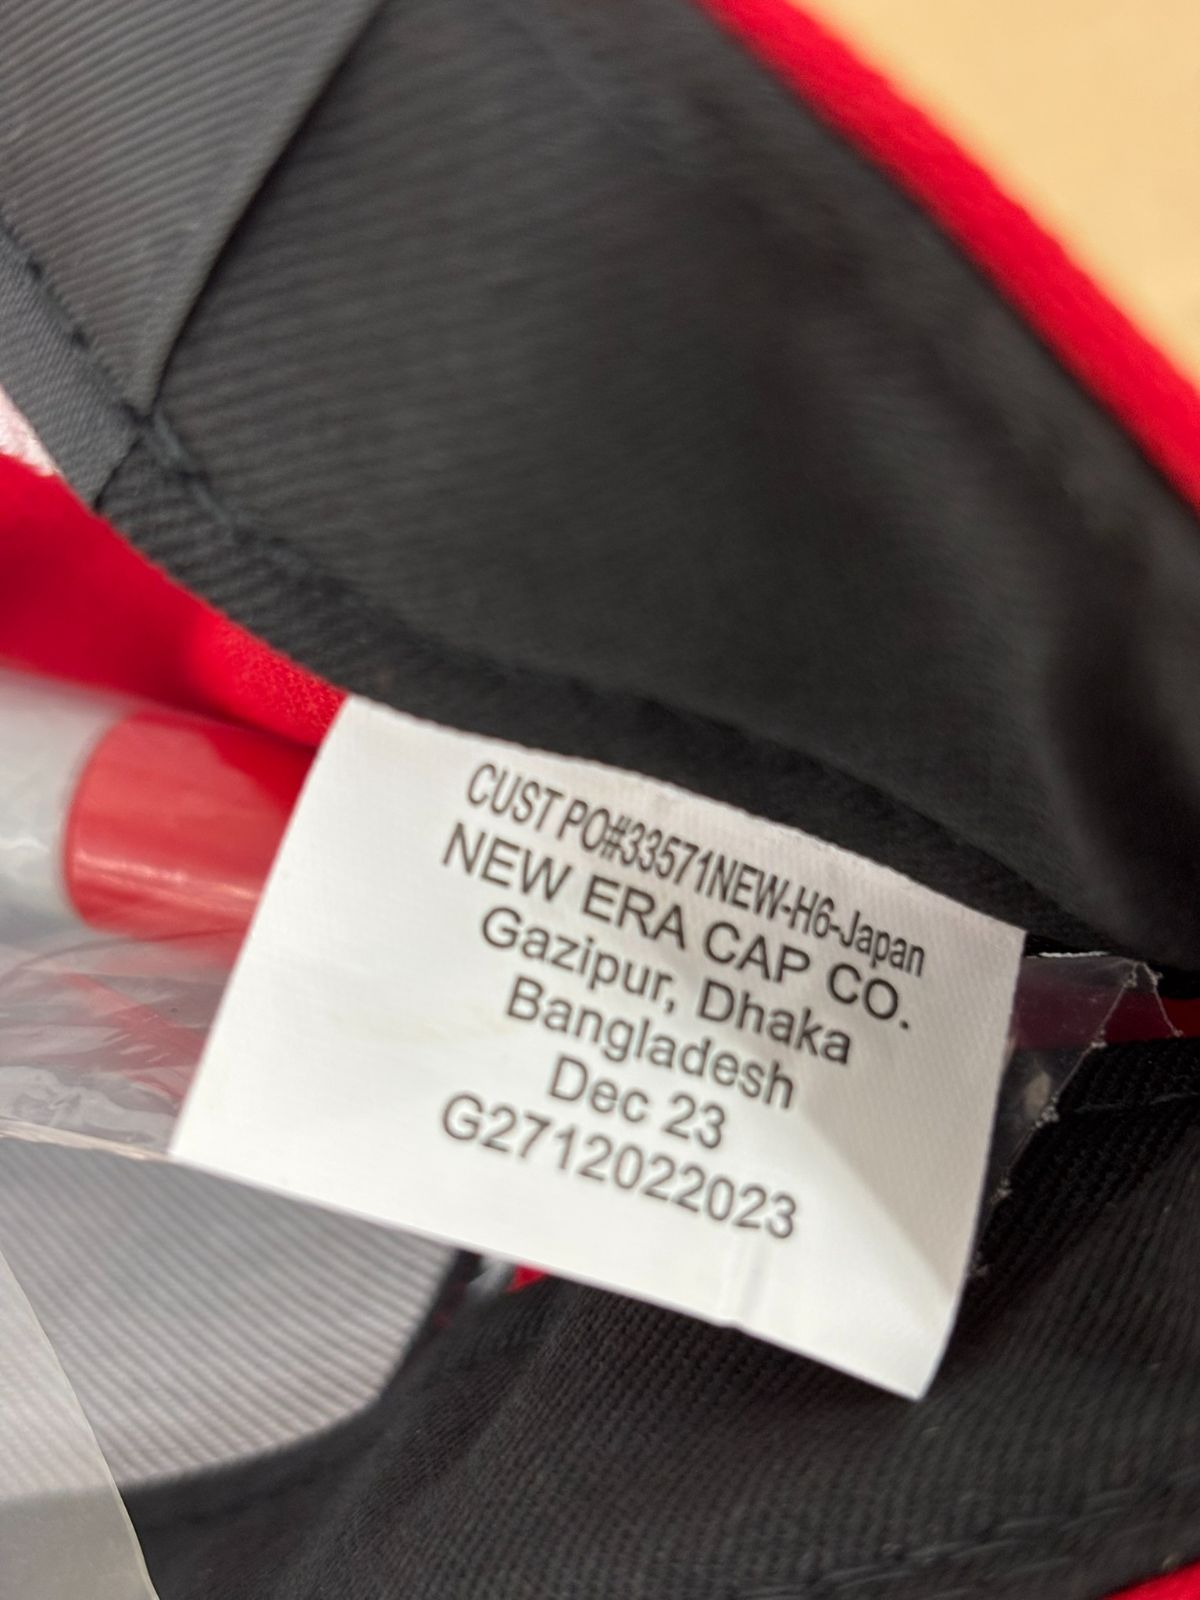 CUST PO#33571NEW-H6-Japan
NEW ERA CAP CO.
Gazipur, Dhaka
Bangladesh
Dec 23
G2712022023